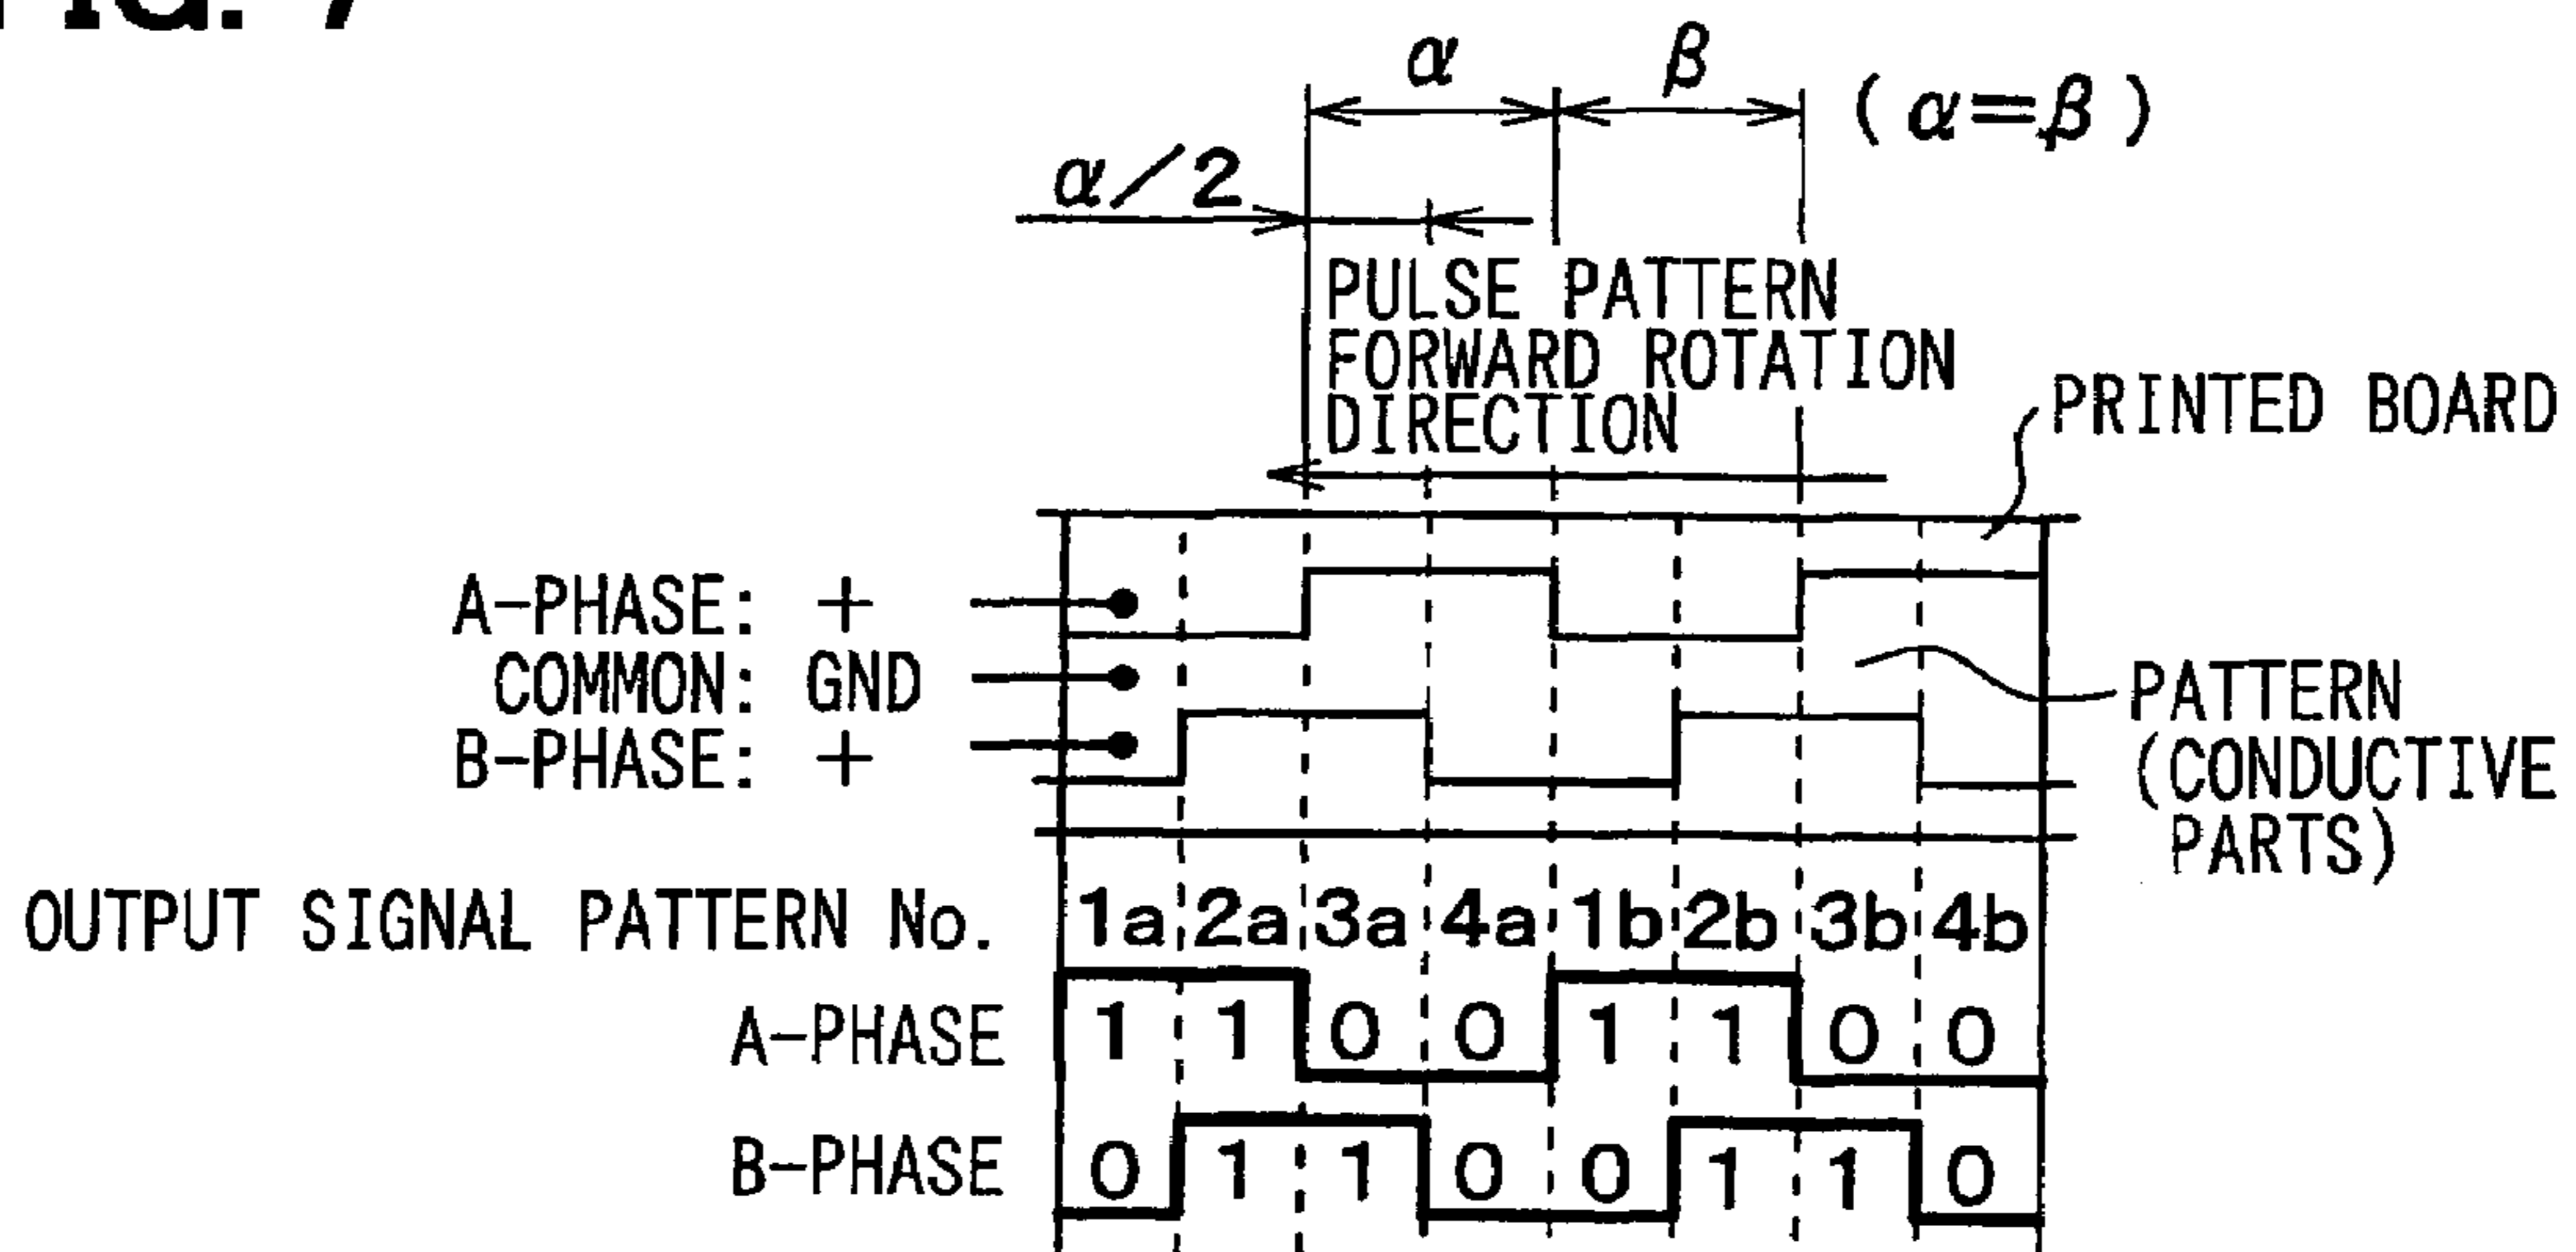 FIG. 7
α β (α=β)
α/2
PULSE PATTERN
FORWARD ROTATION
DIRECTION
PRINTED BOARD
A-PHASE: +
COMMON: GND
B-PHASE: +
PATTERN
(CONDUCTIVE
PARTS)
OUTPUT SIGNAL PATTERN No. 1a 2a 3a 4a 1b 2b 3b 4b
A-PHASE 1 1 0 0 1 1 0 0
B-PHASE 0 1 1 0 0 1 1 0